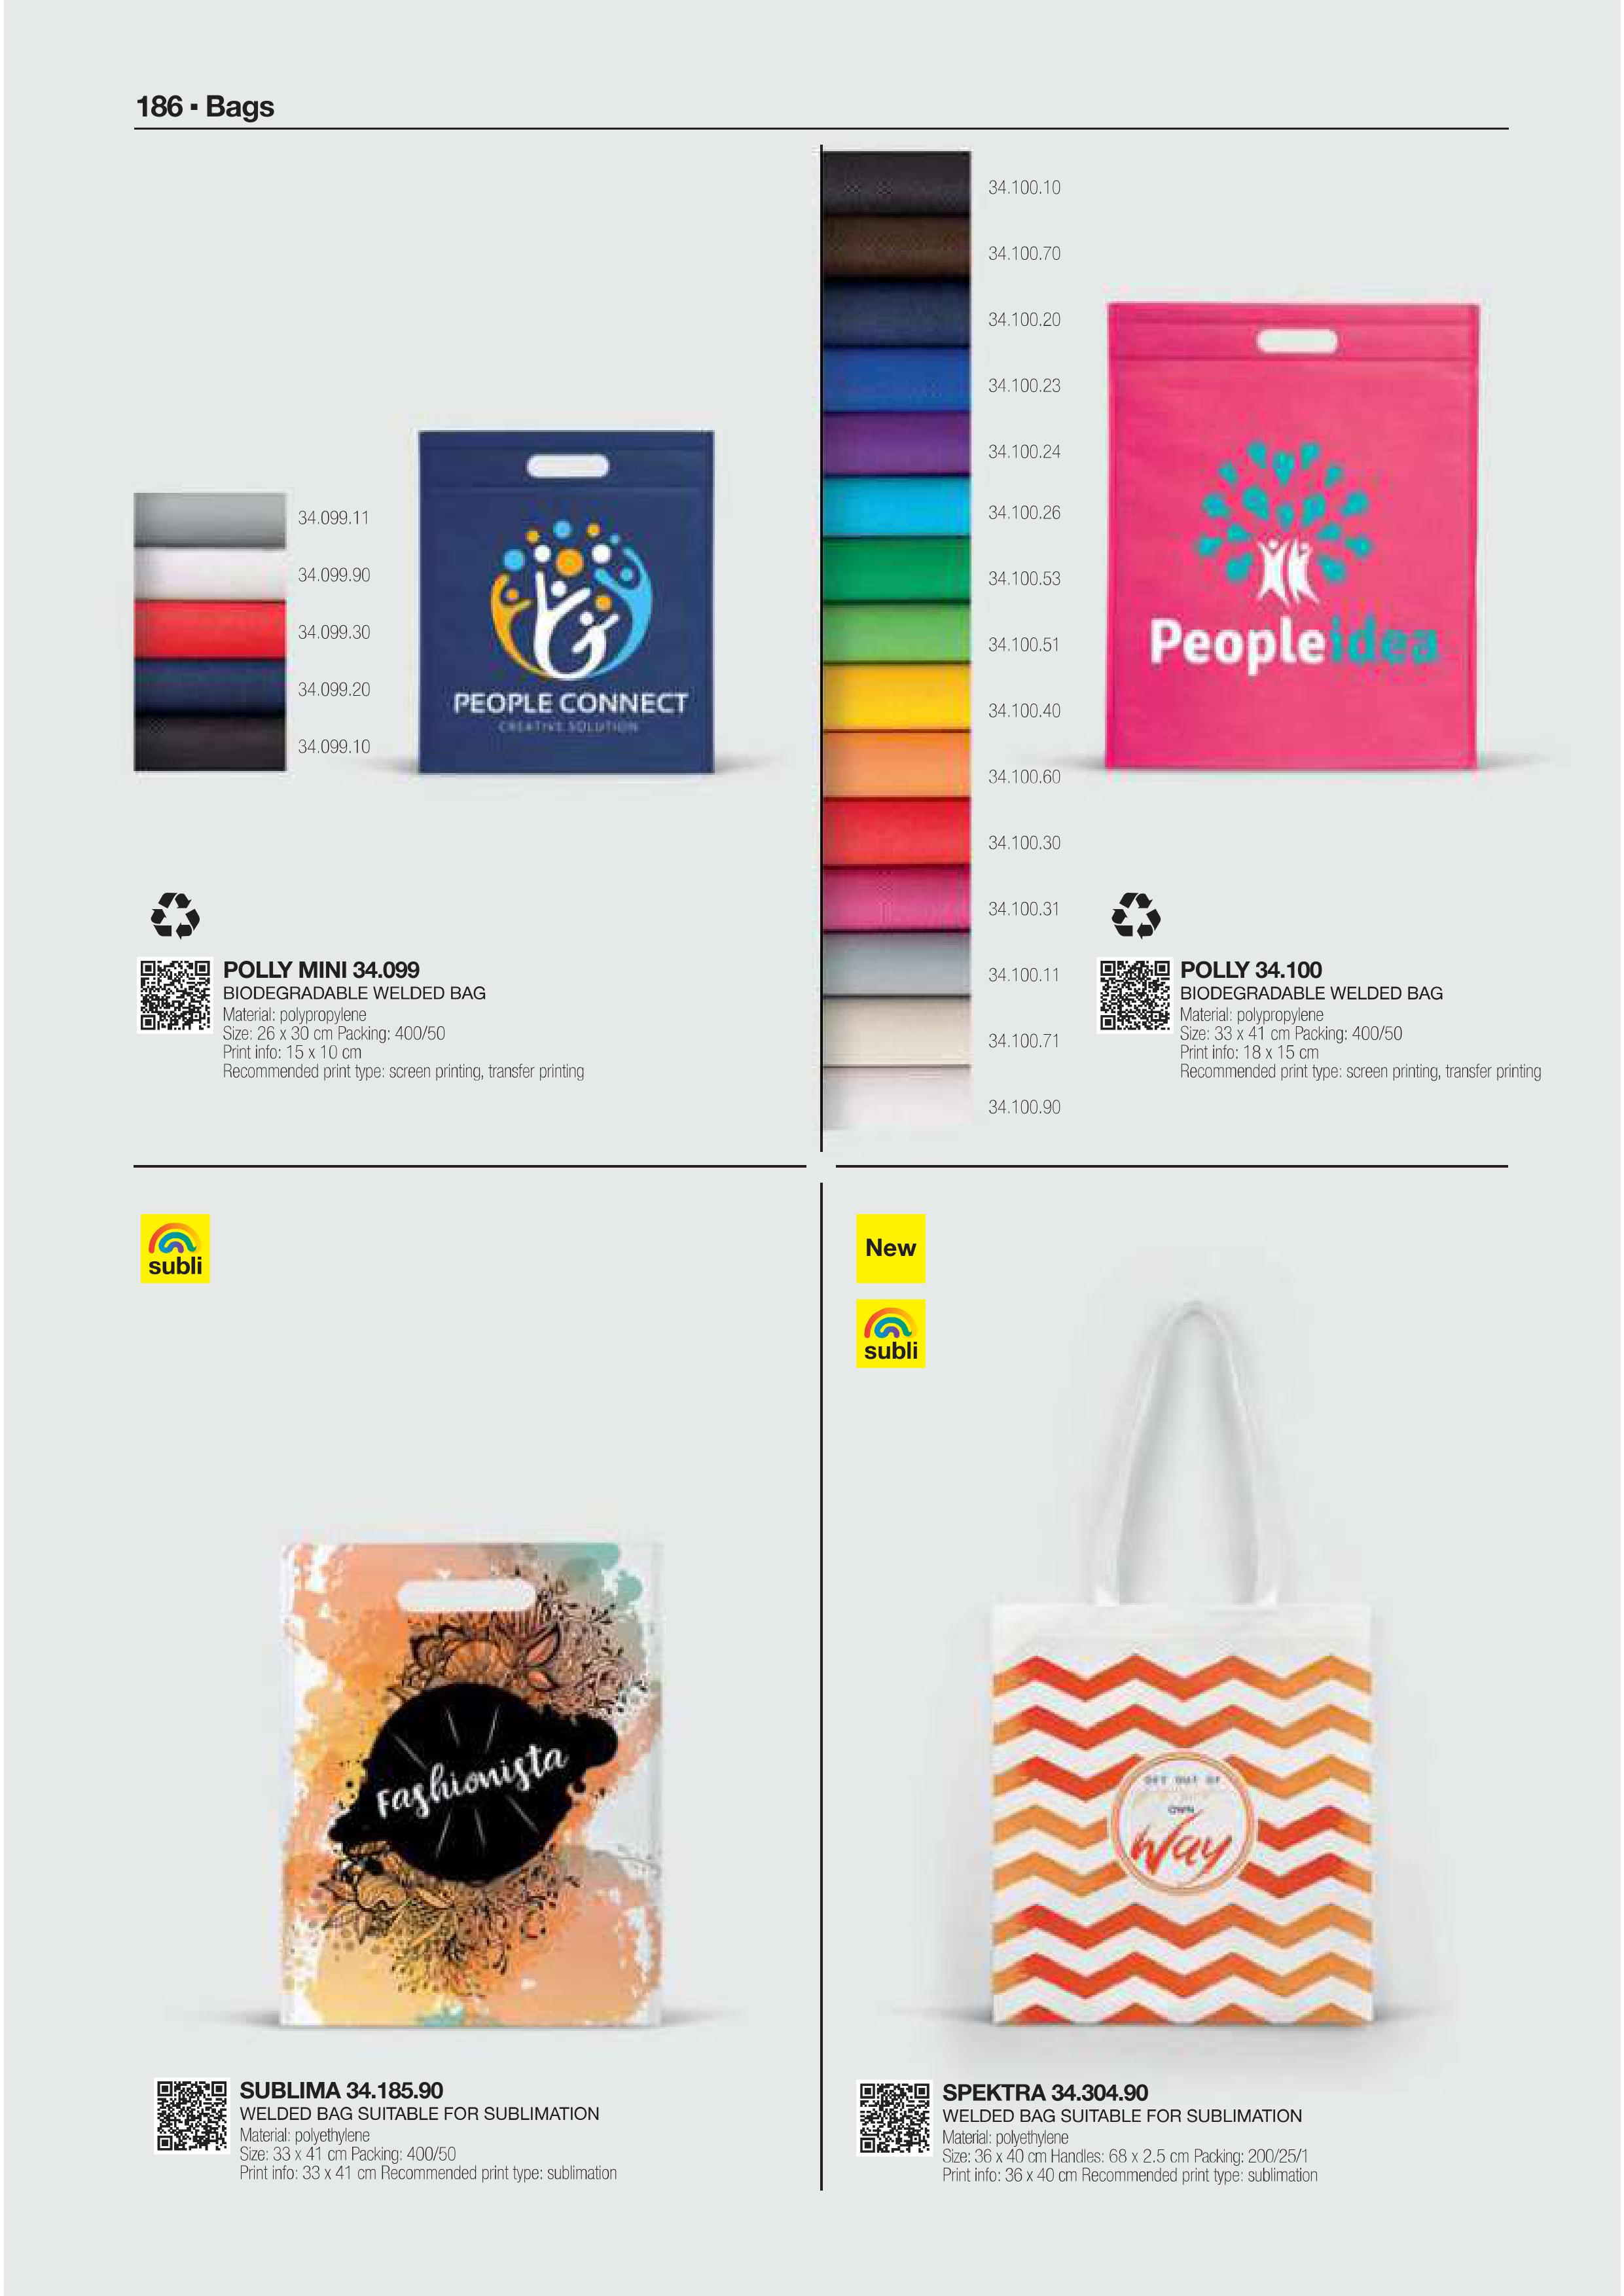 186 ▪ Bags
34.099.11
34.099.90
34.099.30
34.099.20
34.099.10
PEOPLE CONNECT
CREATIVE SOLUTION
POLLY MINI 34.099
BIODEGRADABLE WELDED BAG
Material: polypropylene
Size: 26 x 30 cm Packing: 400/50
Print info: 15 x 10 cm
Recommended print type: screen printing, transfer printing
34.100.10
34.100.70
34.100.20
34.100.23
34.100.24
34.100.26
34.100.53
34.100.51
34.100.40
34.100.60
34.100.30
34.100.31
34.100.11
34.100.71
34.100.90
Peopleidea
POLLY 34.100
BIODEGRADABLE WELDED BAG
Material: polypropylene
Size: 33 x 41 cm Packing: 400/50
Print info: 18 x 15 cm
Recommended print type: screen printing, transfer printing
subli
Fashionista
SUBLIMA 34.185.90
WELDED BAG SUITABLE FOR SUBLIMATION
Material: polyethylene
Size: 33 x 41 cm Packing: 400/50
Print info: 33 x 41 cm Recommended print type: sublimation
New
subli
GET OUT OF
OWN
Way
SPEKTRA 34.304.90
WELDED BAG SUITABLE FOR SUBLIMATION
Material: polyethylene
Size: 36 x 40 cm Handles: 68 x 2.5 cm Packing: 200/25/1
Print info: 36 x 40 cm Recommended print type: sublimation